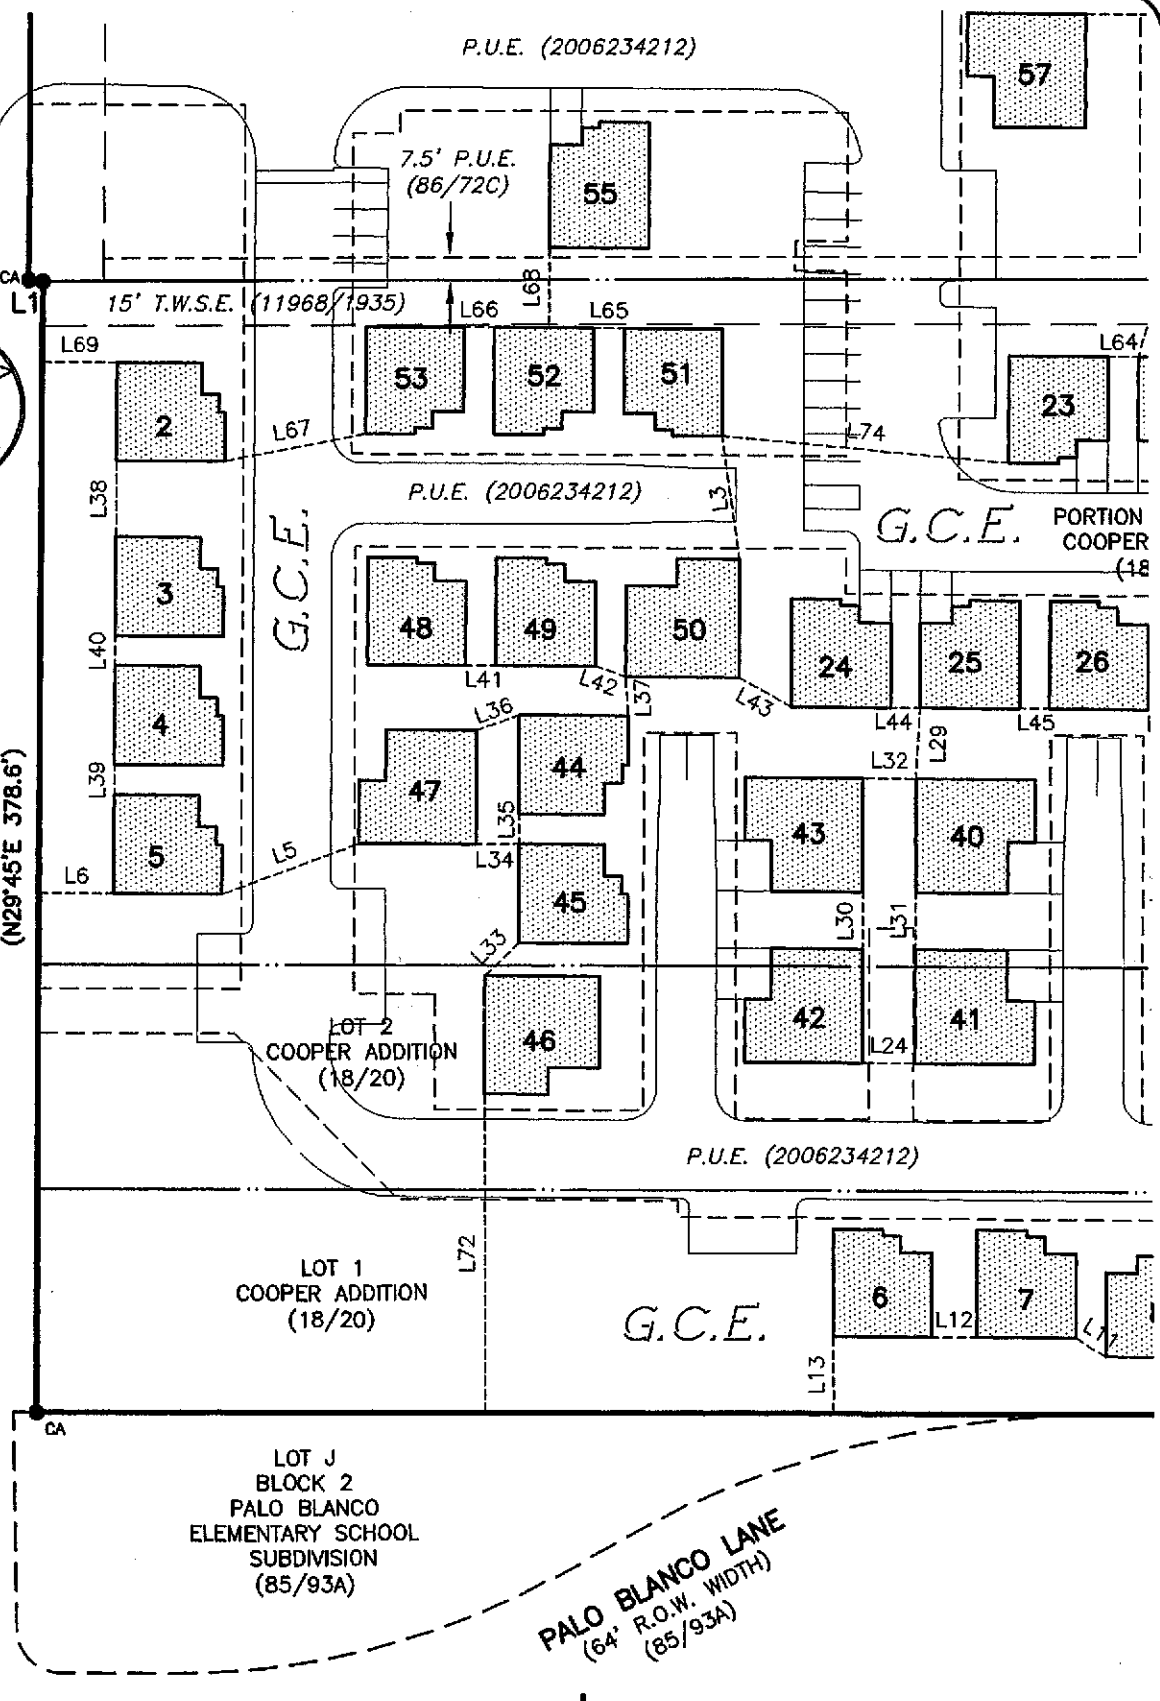 P.U.E. (2006234212)
57
7.5' P.U.E.
(86/72C)
55
CA
L1
15' T.W.S.E. (11968/1935)
L68
L66
L65
L69
L64
53
52
51
23
2
L67
L74
L38
P.U.E. (2006234212)
L3
G.C.E.
G.C.E.
PORTION
COOPER
(18
3
48
49
50
24
25
26
L40
L41
L42
L37
L43
L44
L45
L36
L29
4
44
L32
47
L39
L35
43
40
(N29°45'E 378.6')
5
L5
L34
L6
45
L30
L31
L33
42
41
46
L24
LOT 2
COOPER ADDITION
(18/20)
P.U.E. (2006234212)
L72
LOT 1
COOPER ADDITION
(18/20)
G.C.E.
6
7
L12
L11
L13
CA
LOT J
BLOCK 2
PALO BLANCO
ELEMENTARY SCHOOL
SUBDIVISION
(85/93A)
PALO BLANCO LANE
(64' R.O.W. WIDTH)
(85/93A)